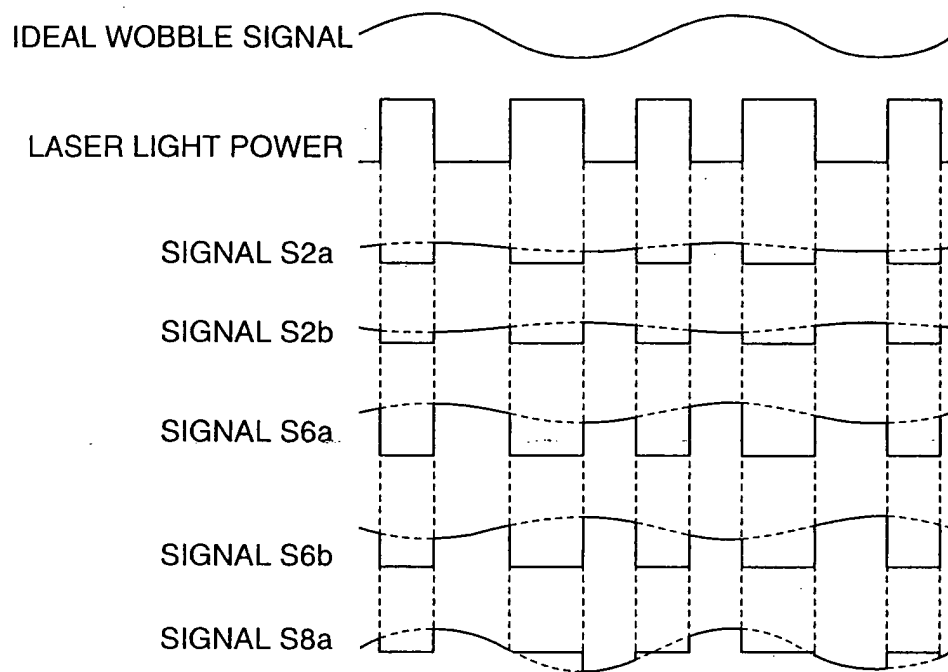 IDEAL WOBBLE SIGNAL
LASER LIGHT POWER
SIGNAL S2a
SIGNAL S2b
SIGNAL S6a
SIGNAL S6b
SIGNAL S8a